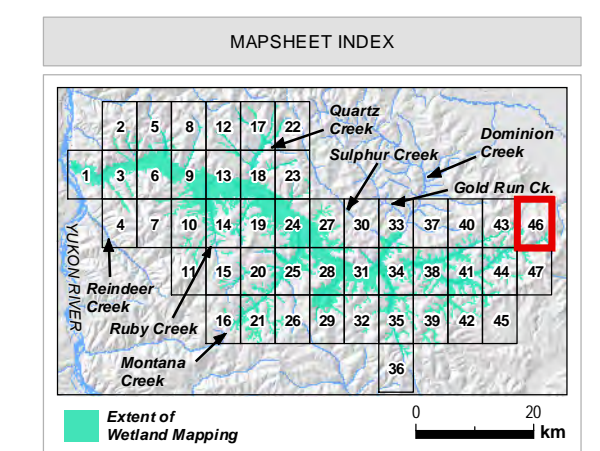 MAPSHEET INDEX
Quartz
Creek
Dominion
Creek
Sulphur Creek
Gold Run Ck.
2 5 8 12 17 22
1 3 6 9 13 18 23
4 7 10 14 19 24 27 30 33 37 40 43 46
11 15 20 25 28 31 34 38 41 44 47
16 21 26 29 32 35 39 42 45
36
YUKON RIVER
Reindeer
Creek
Ruby Creek
Montana
Creek
Extent of
Wetland Mapping
0 20
km